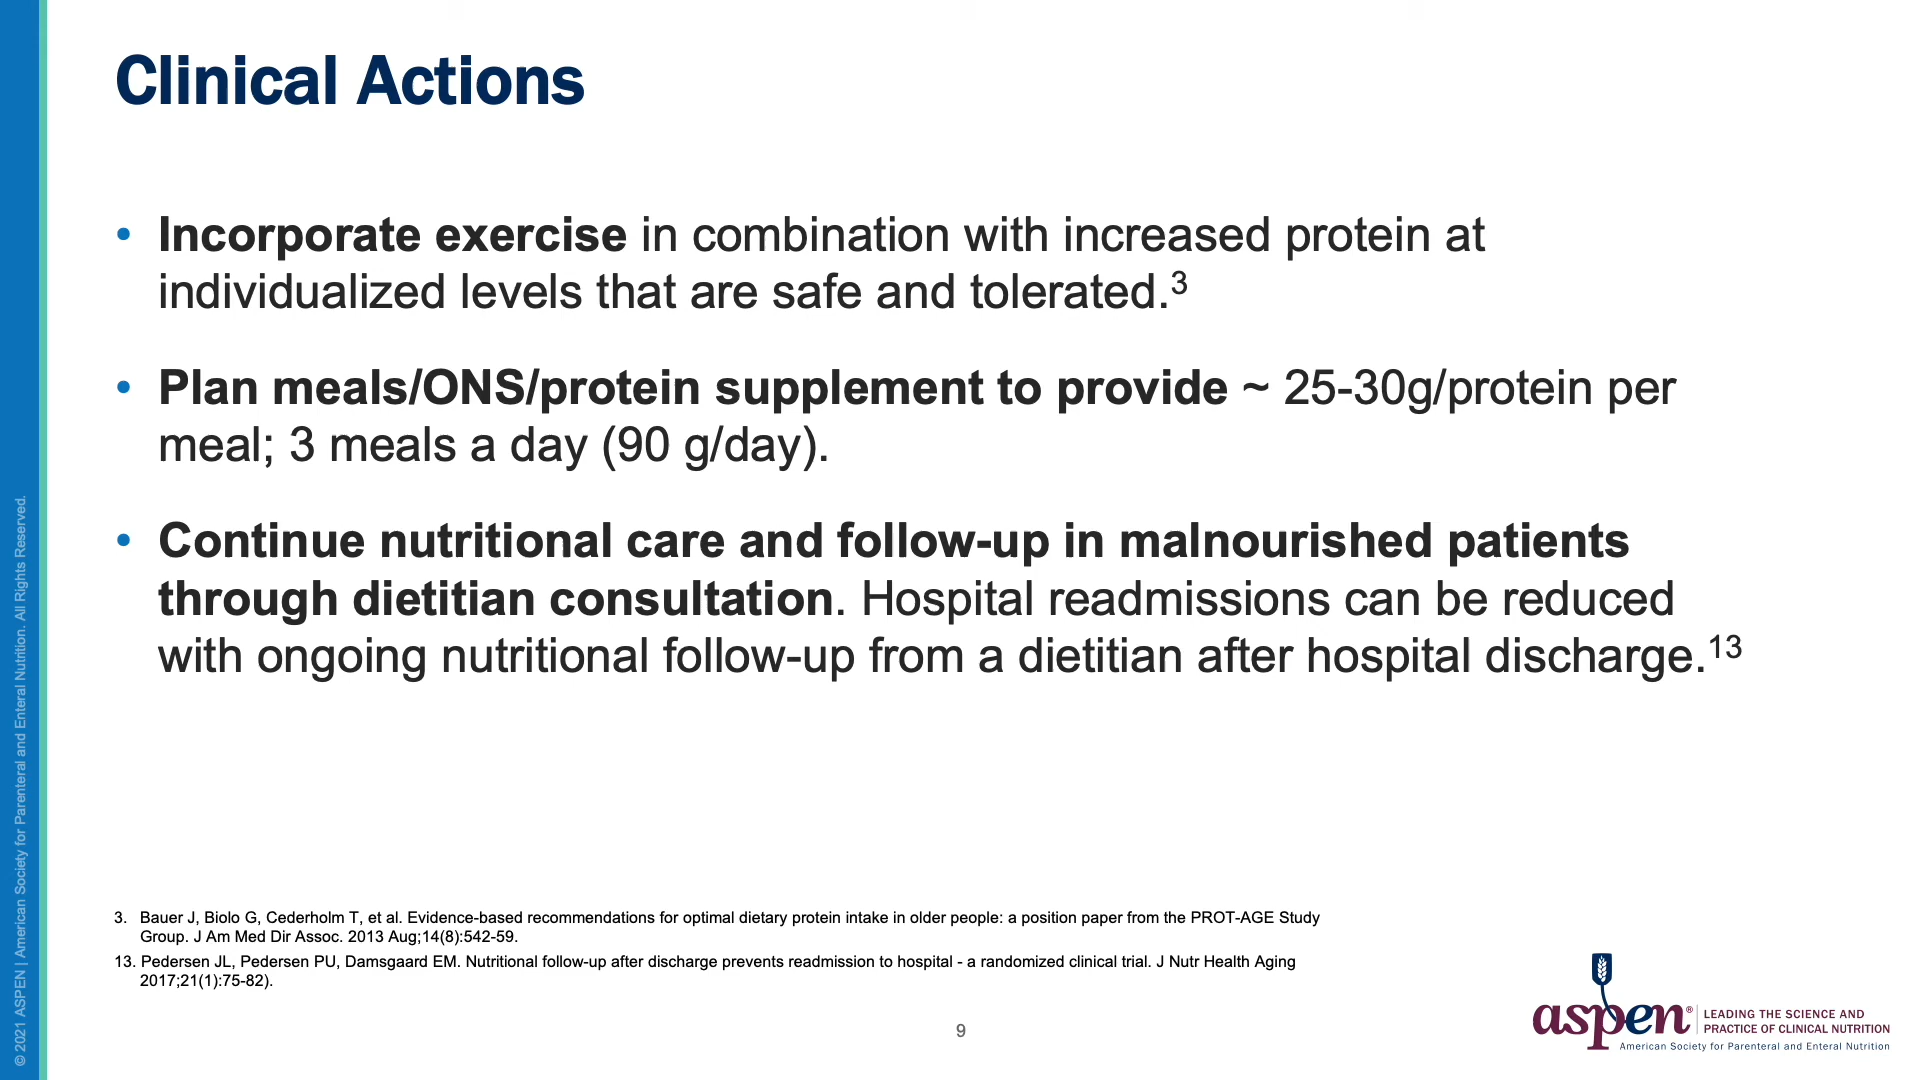 Clinical Actions
• Incorporate exercise in combination with increased protein at
individualized levels that are safe and tolerated.3
• Plan meals/ONS/protein supplement to provide ~ 25-30g/protein per
meal; 3 meals a day (90 g/day).
• Continue nutritional care and follow-up in malnourished patients
through dietitian consultation. Hospital readmissions can be reduced
with ongoing nutritional follow-up from a dietitian after hospital discharge.13
3. Bauer J, Biolo G, Cederholm T, et al. Evidence-based recommendations for optimal dietary protein intake in older people: a position paper from the PROT-AGE Study
Group. J Am Med Dir Assoc. 2013 Aug;14(8):542-59.
13. Pedersen JL, Pedersen PU, Damsgaard EM. Nutritional follow-up after discharge prevents readmission to hospital - a randomized clinical trial. J Nutr Health Aging
2017;21(1):75-82).
9
aspen®
LEADING THE SCIENCE AND
PRACTICE OF CLINICAL NUTRITION
American Society for Parenteral and Enteral Nutrition
© 2021 ASPEN | American Society for Parenteral and Enteral Nutrition. All Rights Reserved.